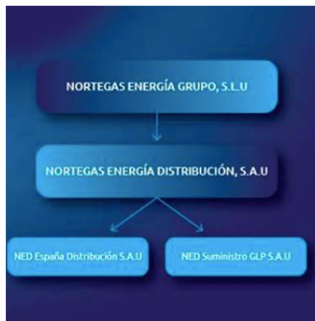 NORTEGAS ENERGÍA GRUPO, S.L.U
NORTEGAS ENERGÍA DISTRIBUCIÓN, S.A.U
NED España Distribución S.A.U
NED Suministro GLP S.A.U